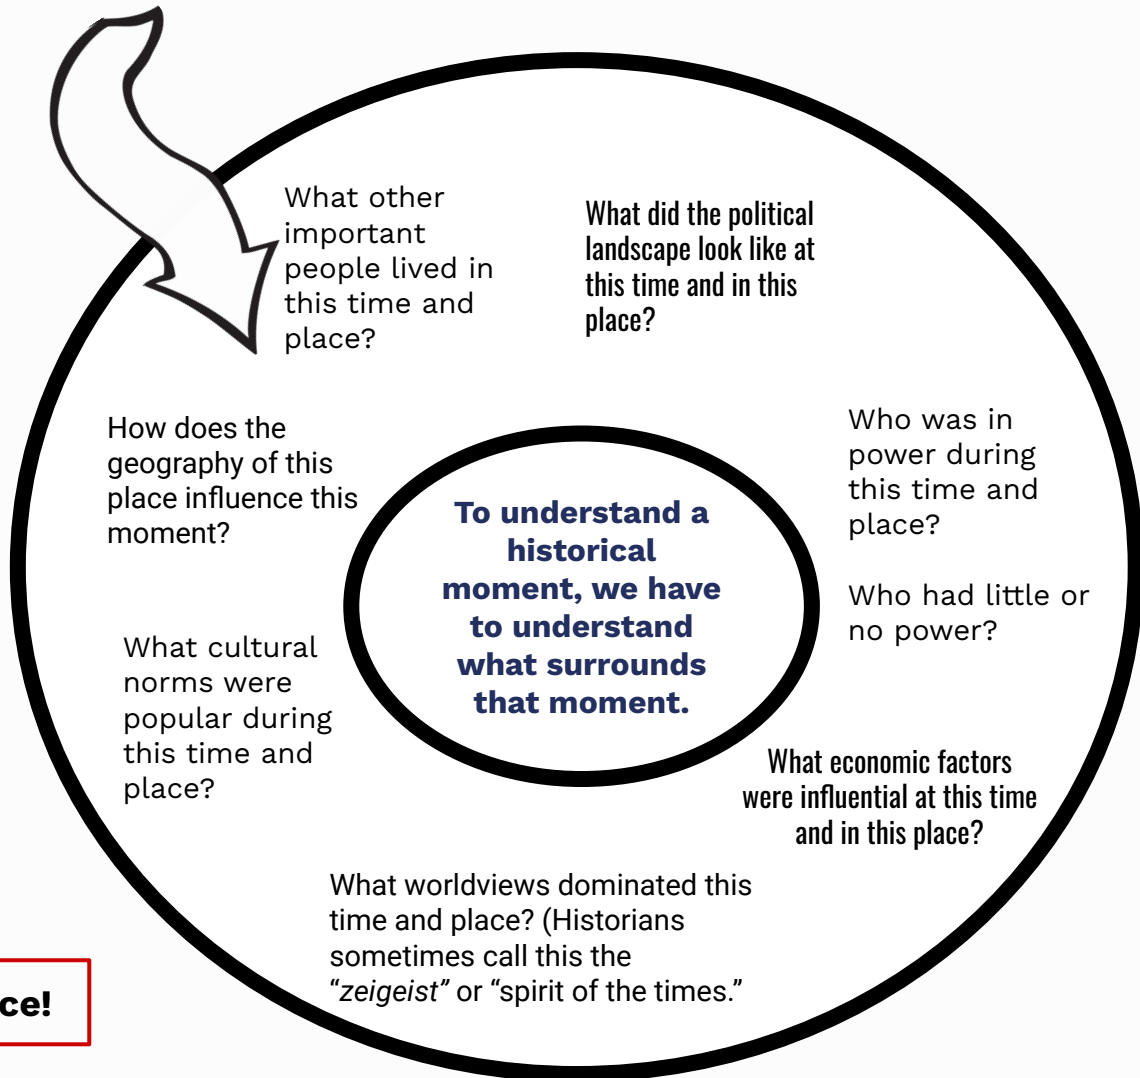 What other
important
people lived in
this time and
place?
What did the political
landscape look like at
this time and in this
place?
How does the
geography of this
place influence this
moment?
Who was in
power during
this time and
place?
Who had little or
no power?
To understand a
historical
moment, we have
to understand
what surrounds
that moment.
What cultural
norms were
popular during
this time and
place?
What economic factors
were influential at this time
and in this place?
What worldviews dominated this
time and place? (Historians
sometimes call this the
“zeigeist” or “spirit of the times.”
ce!